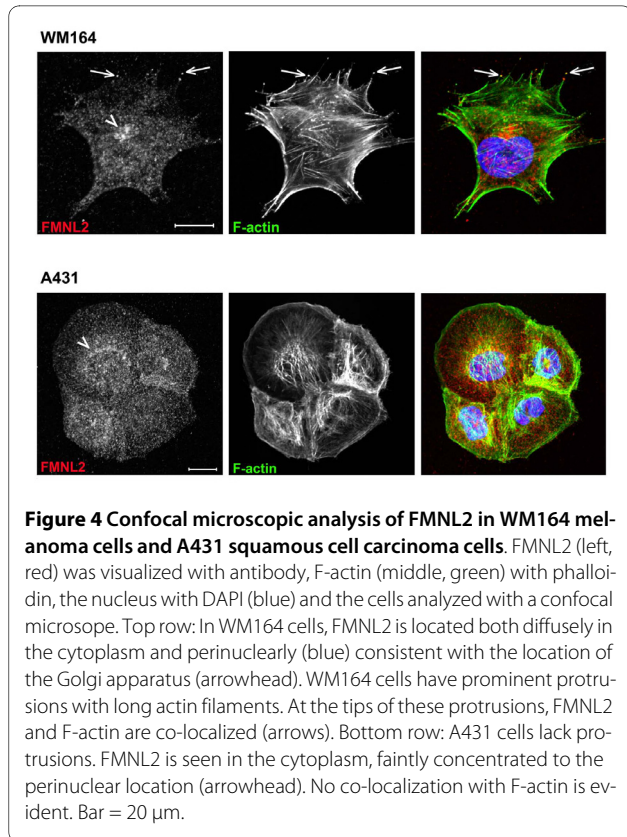 WM164
FMNL2
F-actin
A431
FMNL2
F-actin
Figure 4 Confocal microscopic analysis of FMNL2 in WM164 mel-
anoma cells and A431 squamous cell carcinoma cells. FMNL2 (left,
red) was visualized with antibody, F-actin (middle, green) with phalloi-
din, the nucleus with DAPI (blue) and the cells analyzed with a confocal
microsope. Top row: In WM164 cells, FMNL2 is located both diffusely in
the cytoplasm and perinuclearly (blue) consistent with the location of
the Golgi apparatus (arrowhead). WM164 cells have prominent protru-
sions with long actin filaments. At the tips of these protrusions, FMNL2
and F-actin are co-localized (arrows). Bottom row: A431 cells lack pro-
trusions. FMNL2 is seen in the cytoplasm, faintly concentrated to the
perinuclear location (arrowhead). No co-localization with F-actin is ev-
ident. Bar = 20 μm.